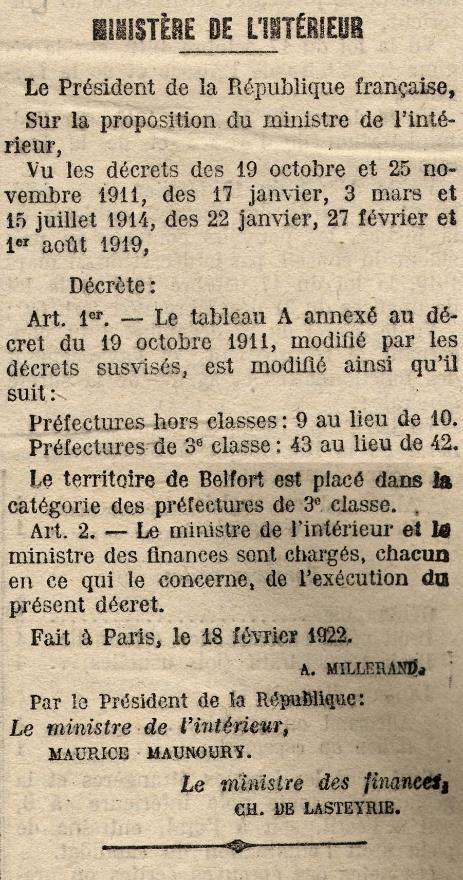 MINISTÈRE DE L'INTÉRIEUR
Le Président de la République française,
Sur la proposition du ministre de l'inté-
rieur,
Vu les décrets des 19 octobre et 25 no-
vembre 1911, des 17 janvier, 3 mars et
15 juillet 1914, des 22 janvier, 27 février et
1er août 1919,
Décrète :
Art. 1er. — Le tableau A annexé au dé-
cret du 19 octobre 1911, modifié par les
décrets susvisés, est modifié ainsi qu'il
suit :
Préfectures hors classes : 9 au lieu de 10.
Préfectures de 3e classe : 43 au lieu de 42.
Le territoire de Belfort est placé dans la
catégorie des préfectures de 3e classe.
Art. 2. — Le ministre de l'intérieur et le
ministre des finances sont chargés, chacun
en ce qui le concerne, de l'exécution du
présent décret.
Fait à Paris, le 18 février 1922.
A. MILLERAND.
Par le Président de la République :
Le ministre de l'intérieur,
MAURICE MAUNOURY.
Le ministre des finances,
CH. DE LASTEYRIE.